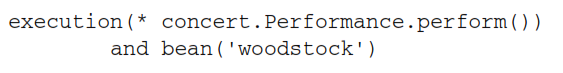 execution(* concert.Performance.perform())
        and bean('woodstock')